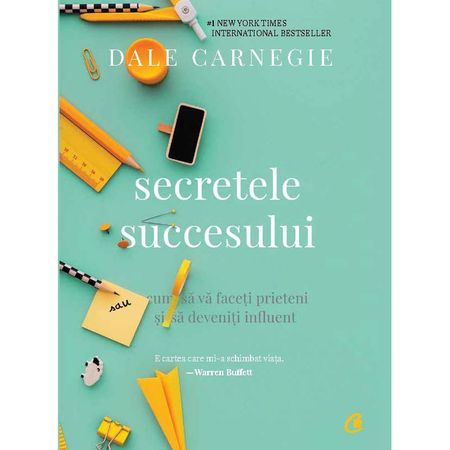 #1 NEW YORK TIMES
INTERNATIONAL BESTSELLER
DALE CARNEGIE
secretele
succesului
sau
cum să vă faceți prieteni
și să deveniți influent
E cartea care mi-a schimbat viața.
—Warren Buffett